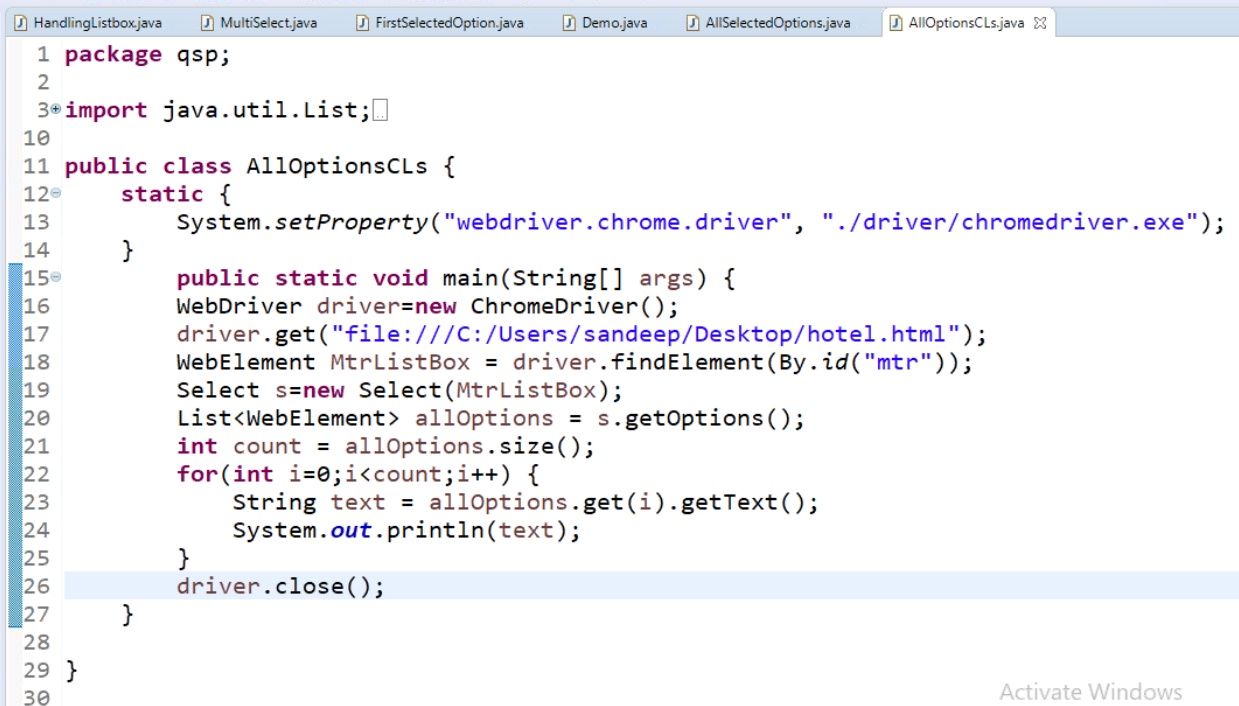 HandlingListbox.java MultiSelect.java FirstSelectedOption.java Demo.java AllSelectedOptions.java AllOptionsCLs.java
1 package qsp;
2
3 import java.util.List;
10
11 public class AllOptionsCLs {
12 static {
13 System.setProperty("webdriver.chrome.driver", "./driver/chromedriver.exe");
14 }
15 public static void main(String[] args) {
16 WebDriver driver=new ChromeDriver();
17 driver.get("file:///C:/Users/sandeep/Desktop/hotel.html");
18 WebElement MtrListBox = driver.findElement(By.id("mtr"));
19 Select s=new Select(MtrListBox);
20 List<WebElement> allOptions = s.getOptions();
21 int count = allOptions.size();
22 for(int i=0;i<count;i++) {
23 String text = allOptions.get(i).getText();
24 System.out.println(text);
25 }
26 driver.close();
27 }
28
29 }
30
Activate Windows